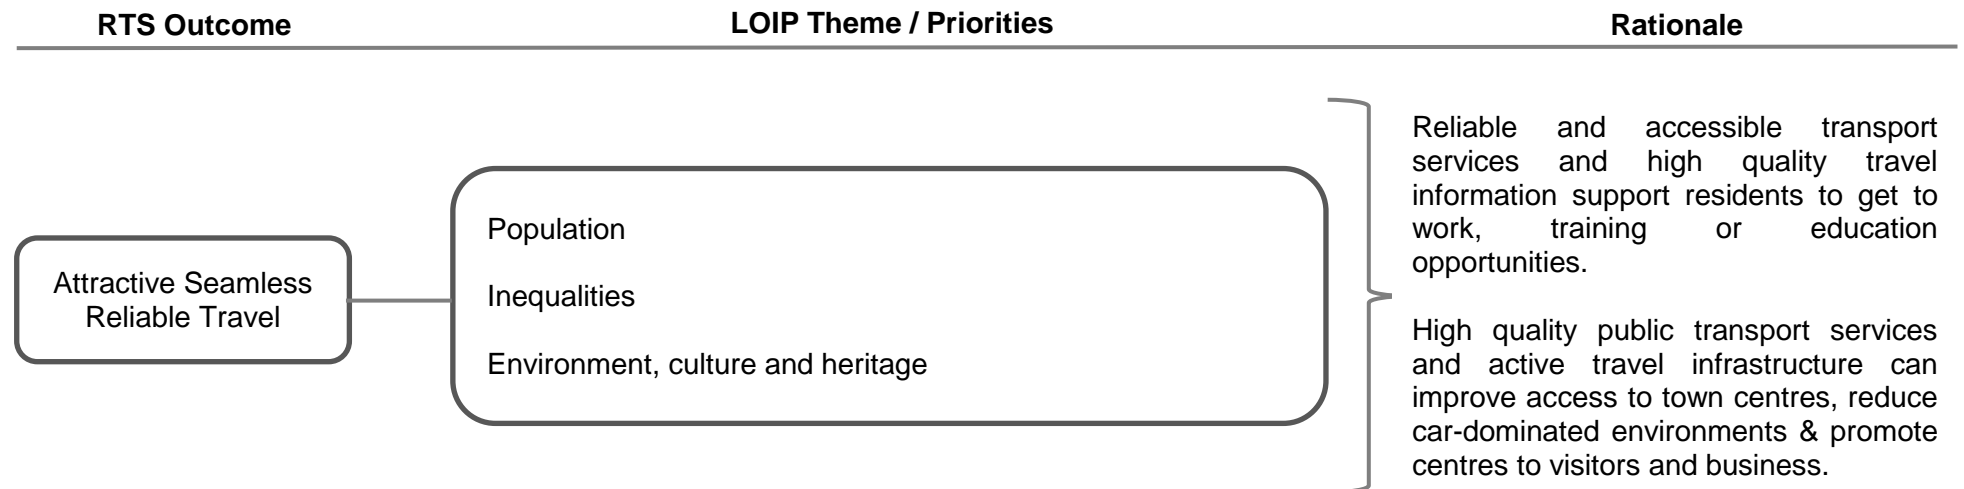 RTS Outcome
LOIP Theme / Priorities
Rationale
Attractive Seamless
Reliable Travel
Population
Inequalities
Environment, culture and heritage
Reliable and accessible transport
services and high quality travel
information support residents to get to
work, training or education
opportunities.
High quality public transport services
and active travel infrastructure can
improve access to town centres, reduce
car-dominated environments & promote
centres to visitors and business.